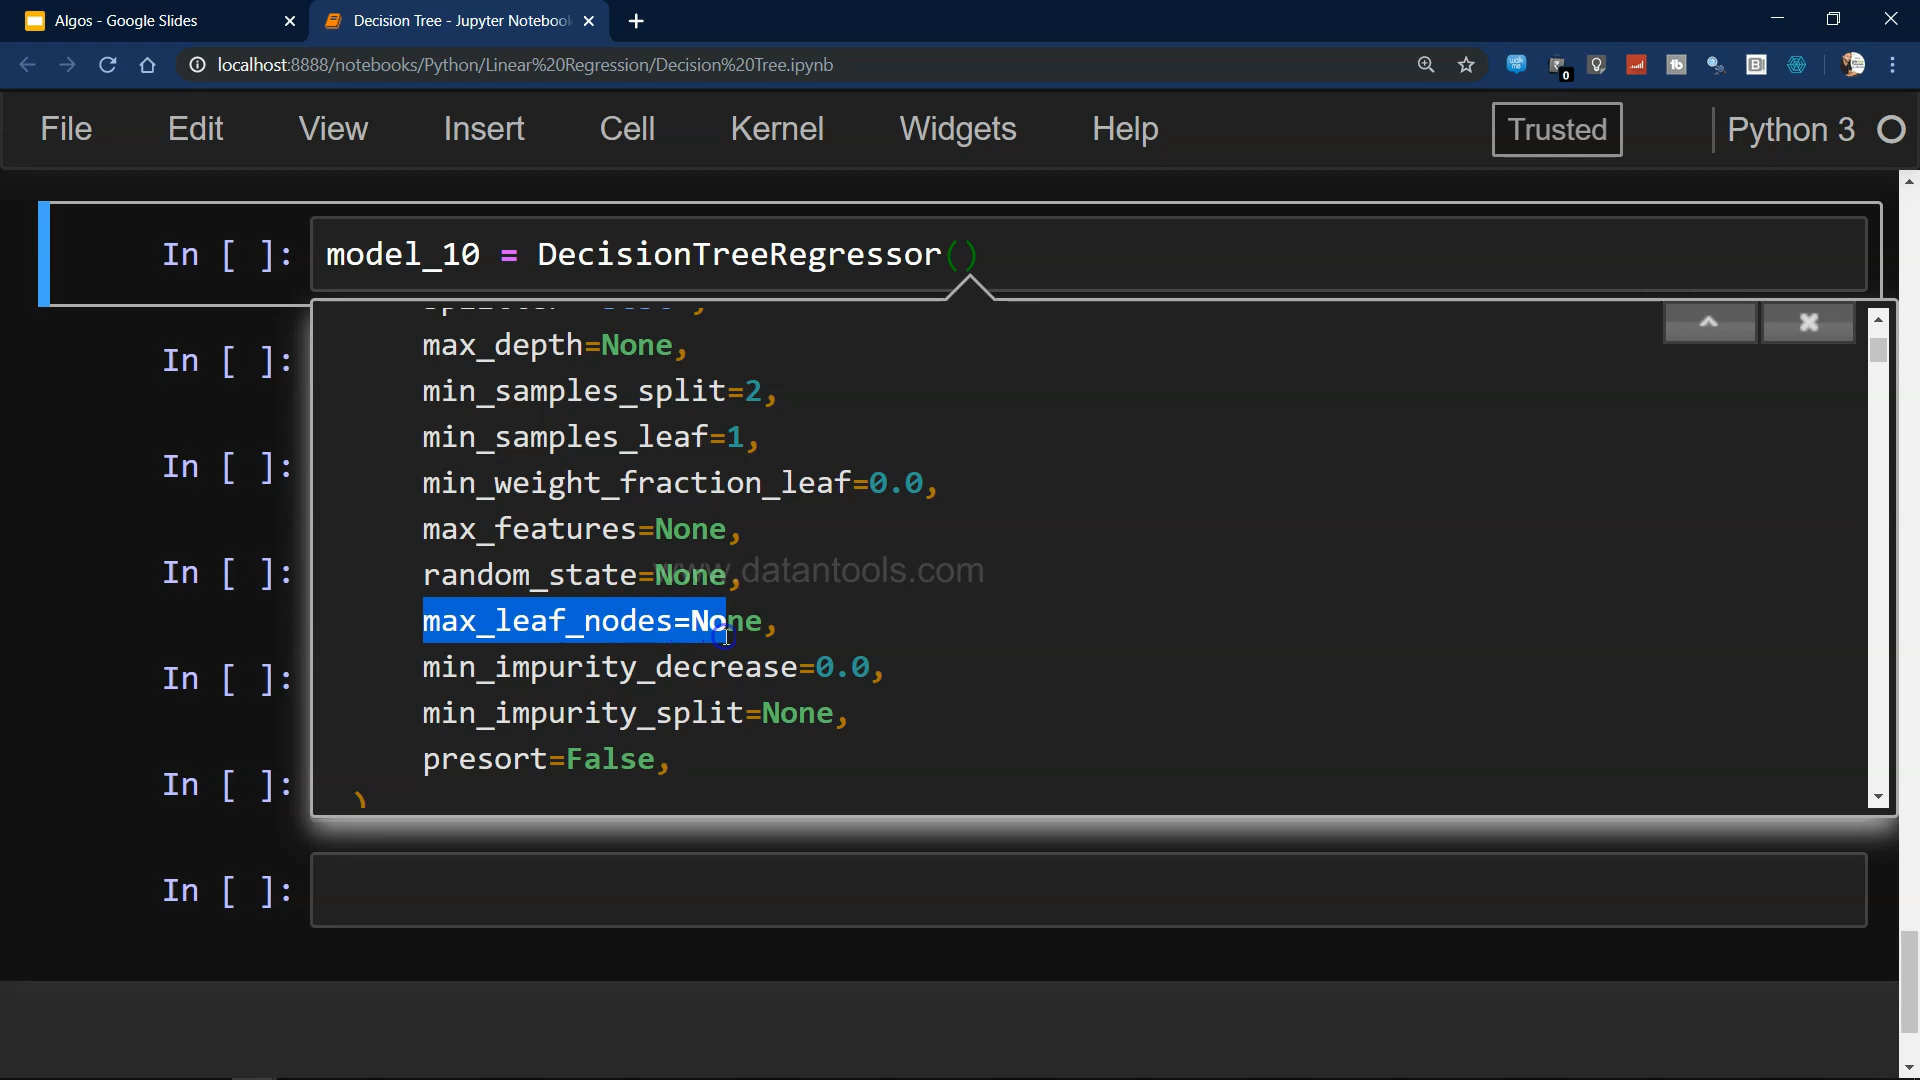 Algos - Google Slides
Decision Tree - Jupyter Noteboo
localhost:8888/notebooks/Python/Linear%20Regression/Decision%20Tree.ipynb
0
File Edit View Insert Cell Kernel Widgets Help Trusted Python 3
In [ ]: model_10 = DecisionTreeRegressor()
max_depth=None,
In [ ]:
min_samples_split=2,
min_samples_leaf=1,
In [ ]:
min_weight_fraction_leaf=0.0,
max_features=None,
www.datantools.com
In [ ]:
random_state=None,
max_leaf_nodes=None,
min_impurity_decrease=0.0,
In [ ]:
min_impurity_split=None,
presort=False,
In [ ]:
)
In [ ]: